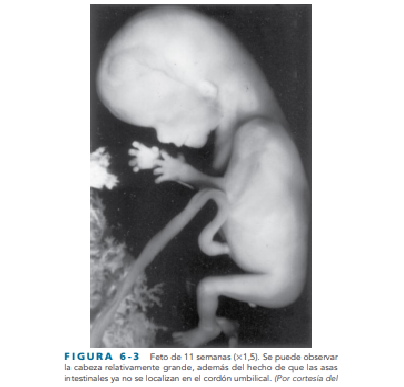 FIGURA 6-3 Feto de 11 semanas (×1,5). Se puede observar
la cabeza relativamente grande, además del hecho de que las asas
intestinales ya no se localizan en el cordón umbilical. (Por cortesía del